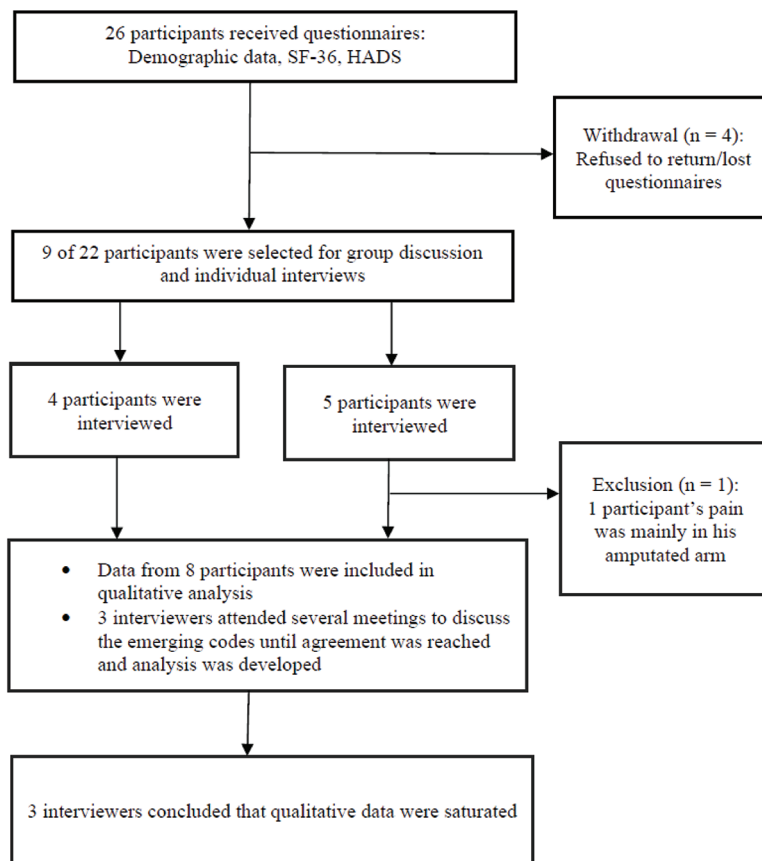 26 participants received questionnaires:
Demographic data, SF-36, HADS
Withdrawal (n = 4):
Refused to return/lost
questionnaires
9 of 22 participants were selected for group discussion
and individual interviews
4 participants were
interviewed
5 participants were
interviewed
Exclusion (n = 1):
1 participant’s pain
was mainly in his
amputated arm
• Data from 8 participants were included in
qualitative analysis
• 3 interviewers attended several meetings to discuss
the emerging codes until agreement was reached
and analysis was developed
3 interviewers concluded that qualitative data were saturated